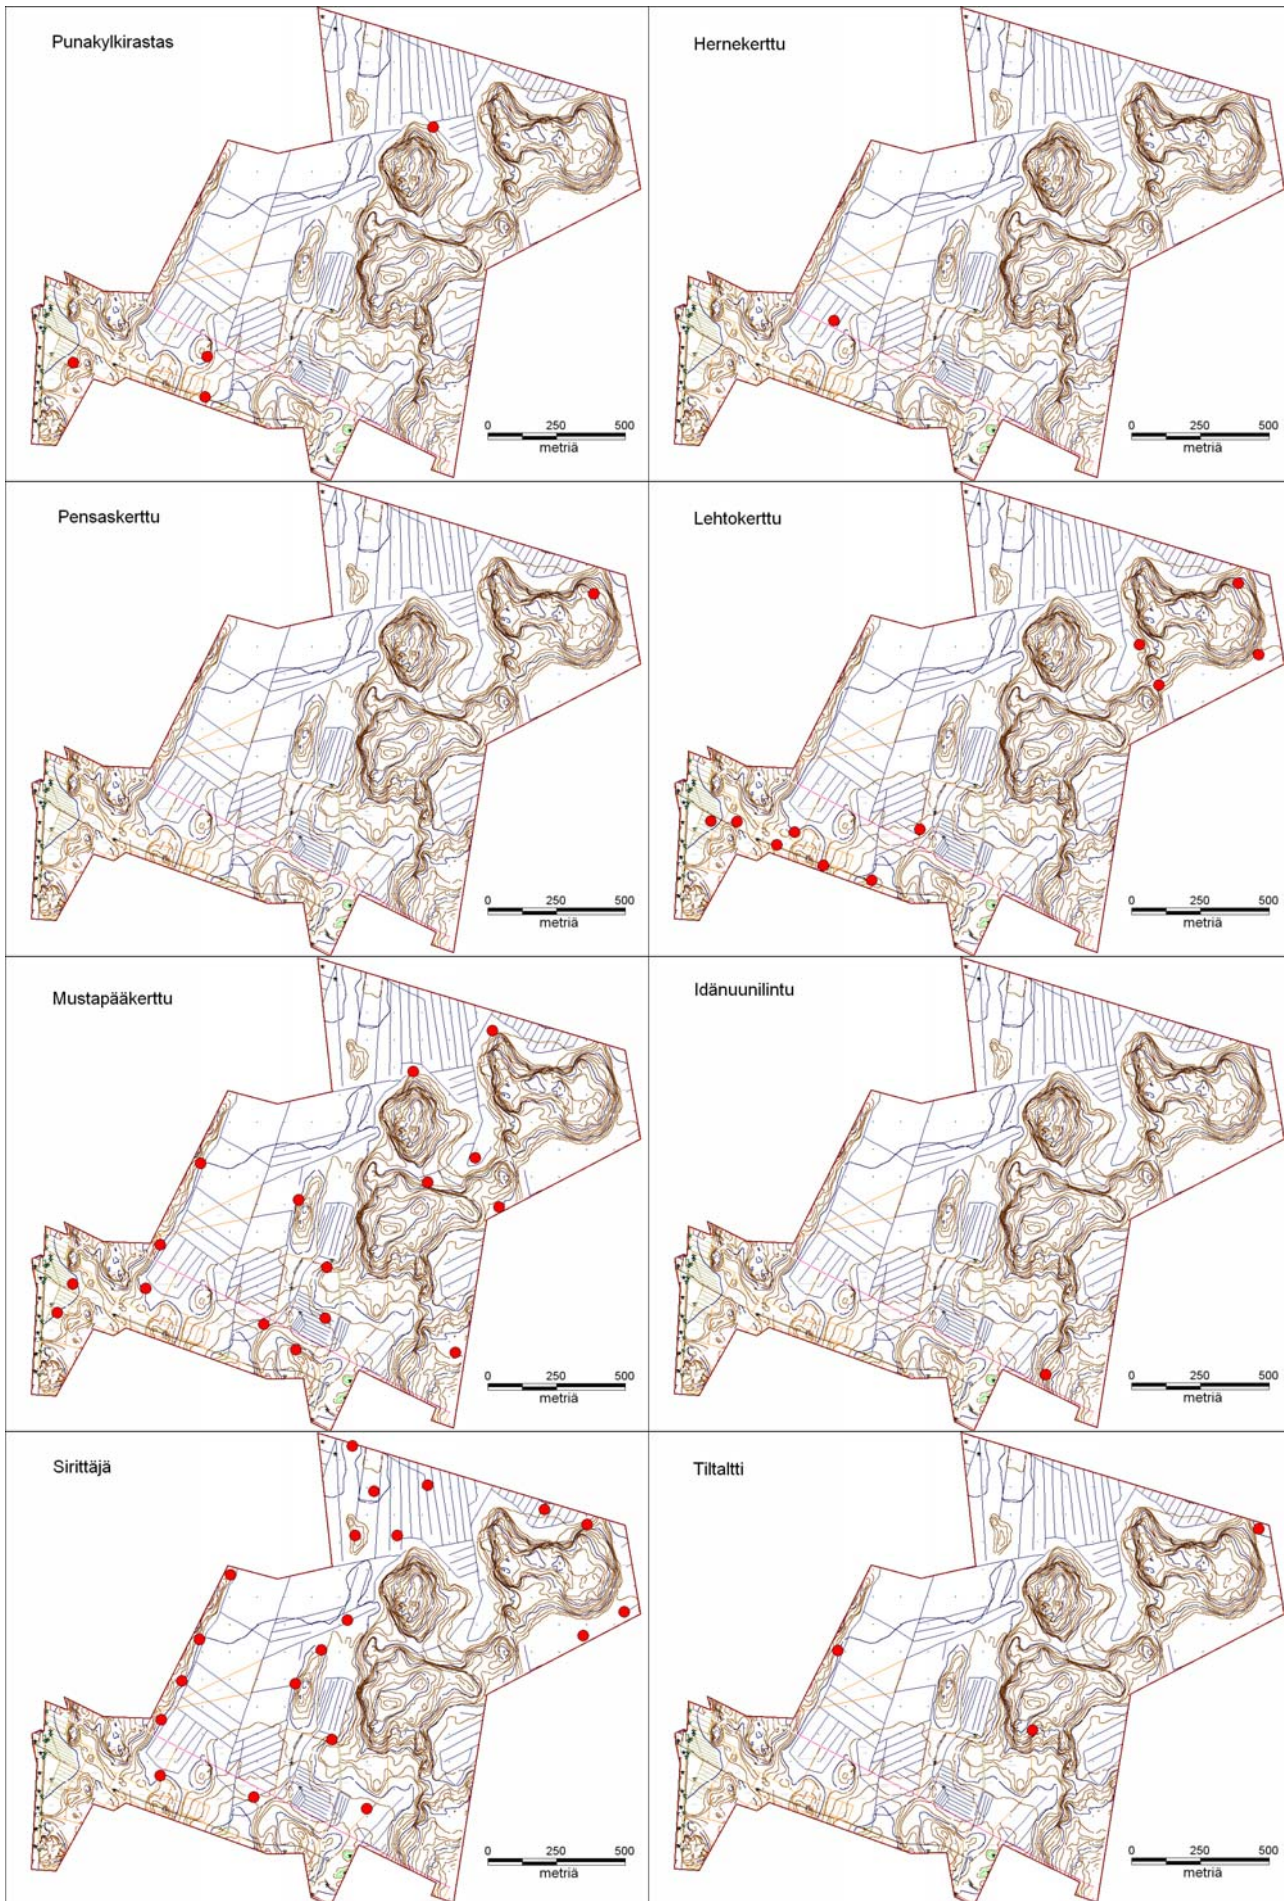 Punakylkirastas
0 250 500
metriä
Hernekerttu
0 250 500
metriä
Pensaskerttu
0 250 500
metriä
Lehtokerttu
0 250 500
metriä
Mustapääkerttu
0 250 500
metriä
Idänuunilintu
0 250 500
metriä
Sirittäjä
0 250 500
metriä
Tiltaltti
0 250 500
metriä